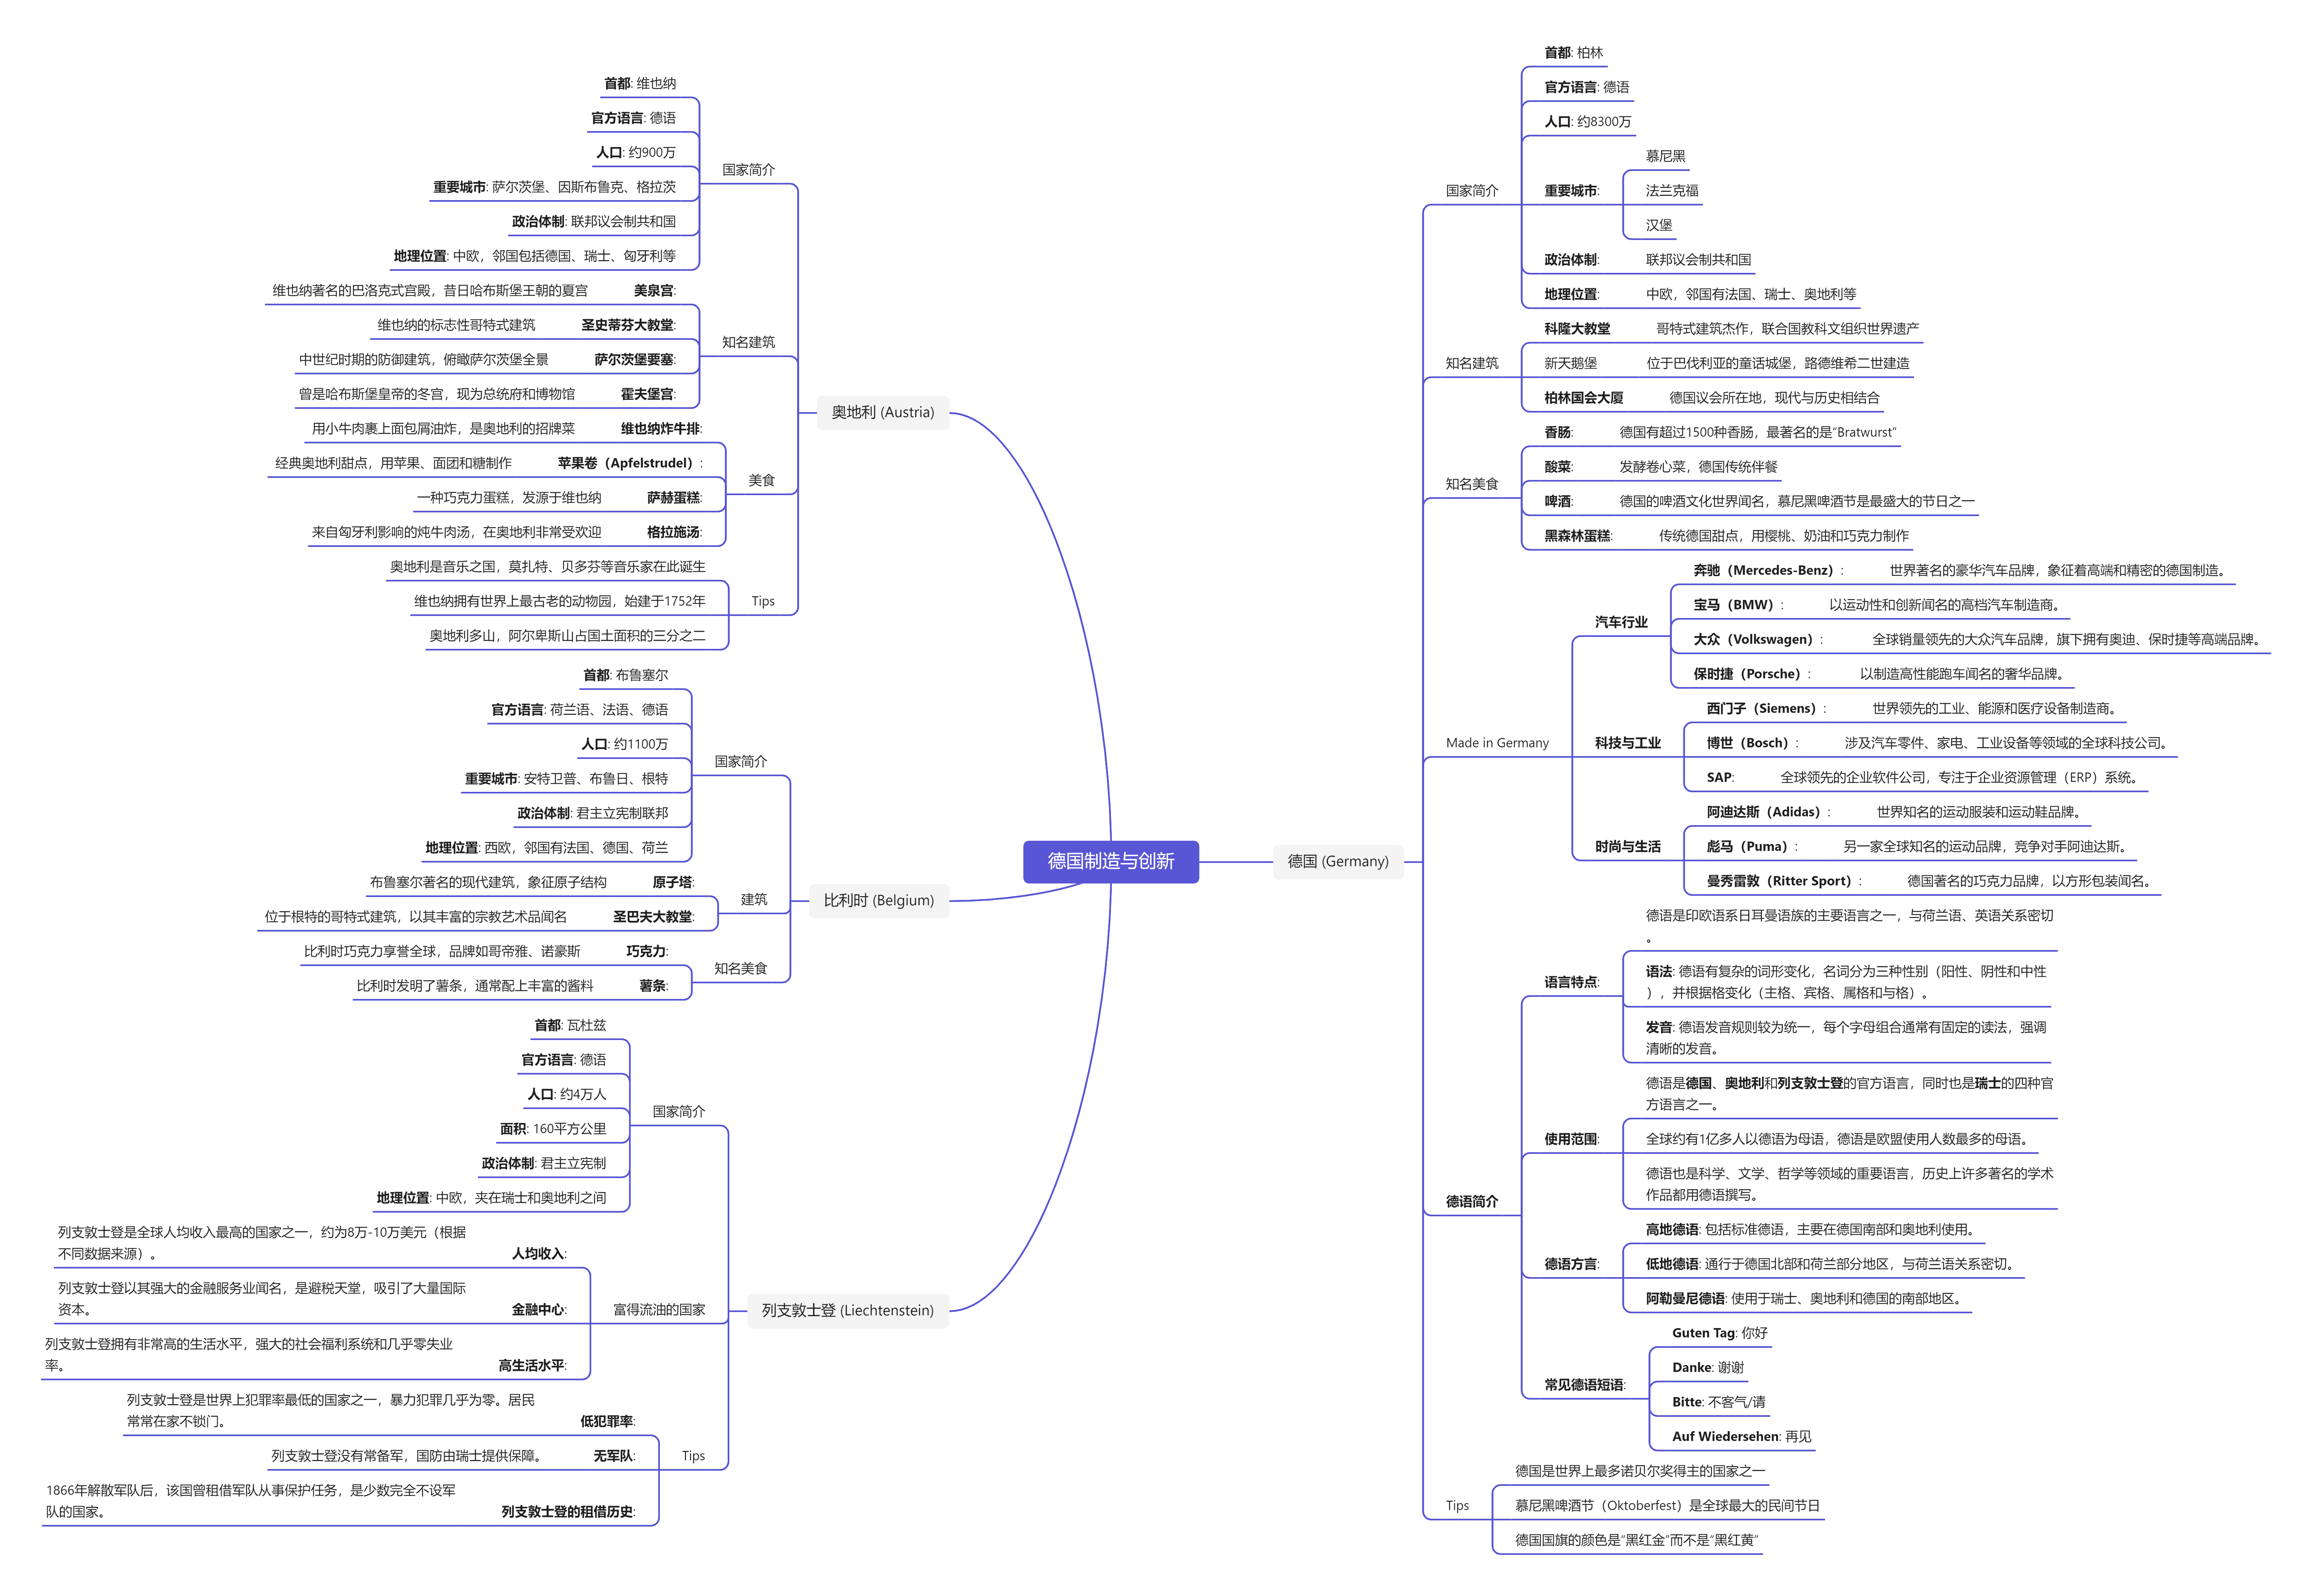 德国制造与创新
德国 (Germany)
国家简介
首都: 柏林
官方语言: 德语
人口: 约8300万
重要城市:
慕尼黑
法兰克福
汉堡
政治体制:
联邦议会制共和国
地理位置:
中欧，邻国有法国、瑞士、奥地利等
知名建筑
科隆大教堂
哥特式建筑杰作，联合国教科文组织世界遗产
新天鹅堡
位于巴伐利亚的童话城堡，路德维希二世建造
柏林国会大厦
德国议会所在地，现代与历史相结合
知名美食
香肠:
德国有超过1500种香肠，最著名的是“Bratwurst”
酸菜:
发酵卷心菜，德国传统伴餐
啤酒:
德国的啤酒文化世界闻名，慕尼黑啤酒节是最盛大的节日之一
黑森林蛋糕:
传统德国甜点，用樱桃、奶油和巧克力制作
Made in Germany
汽车行业
奔驰（Mercedes-Benz）:
世界著名的豪华汽车品牌，象征着高端和精密的德国制造。
宝马（BMW）:
以运动性和创新闻名的高档汽车制造商。
大众（Volkswagen）:
全球销量领先的大众汽车品牌，旗下拥有奥迪、保时捷等高端品牌。
保时捷（Porsche）:
以制造高性能跑车闻名的奢华品牌。
科技与工业
西门子（Siemens）:
世界领先的工业、能源和医疗设备制造商。
博世（Bosch）:
涉及汽车零件、家电、工业设备等领域的全球科技公司。
SAP:
全球领先的企业软件公司，专注于企业资源管理（ERP）系统。
时尚与生活
阿迪达斯（Adidas）:
世界知名的运动服装和运动鞋品牌。
彪马（Puma）:
另一家全球知名的运动品牌，竞争对手阿迪达斯。
曼秀雷敦（Ritter Sport）:
德国著名的巧克力品牌，以方形包装闻名。
德语简介
语言特点:
德语是印欧语系日耳曼语族的主要语言之一，与荷兰语、英语关系密切
。
语法: 德语有复杂的词形变化，名词分为三种性别（阳性、阴性和中性
），并根据格变化（主格、宾格、属格和与格）。
发音: 德语发音规则较为统一，每个字母组合通常有固定的读法，强调
清晰的发音。
使用范围:
德语是德国、奥地利和列支敦士登的官方语言，同时也是瑞士的四种官
方语言之一。
全球约有1亿多人以德语为母语，德语是欧盟使用人数最多的母语。
德语也是科学、文学、哲学等领域的重要语言，历史上许多著名的学术
作品都用德语撰写。
德语方言:
高地德语: 包括标准德语，主要在德国南部和奥地利使用。
低地德语: 通行于德国北部和荷兰部分地区，与荷兰语关系密切。
阿勒曼尼德语: 使用于瑞士、奥地利和德国的南部地区。
常见德语短语:
Guten Tag: 你好
Danke: 谢谢
Bitte: 不客气/请
Auf Wiedersehen: 再见
Tips
德国是世界上最多诺贝尔奖得主的国家之一
慕尼黑啤酒节（Oktoberfest）是全球最大的民间节日
德国国旗的颜色是“黑红金”而不是“黑红黄”
奥地利 (Austria)
国家简介
首都: 维也纳
官方语言: 德语
人口: 约900万
重要城市: 萨尔茨堡、因斯布鲁克、格拉茨
政治体制: 联邦议会制共和国
地理位置: 中欧，邻国包括德国、瑞士、匈牙利等
知名建筑
美泉宫:
维也纳著名的巴洛克式宫殿，昔日哈布斯堡王朝的夏宫
圣史蒂芬大教堂:
维也纳的标志性哥特式建筑
萨尔茨堡要塞:
中世纪时期的防御建筑，俯瞰萨尔茨堡全景
霍夫堡宫:
曾是哈布斯堡皇帝的冬宫，现为总统府和博物馆
美食
维也纳炸牛排:
用小牛肉裹上面包屑油炸，是奥地利的招牌菜
苹果卷（Apfelstrudel）:
经典奥地利甜点，用苹果、面团和糖制作
萨赫蛋糕:
一种巧克力蛋糕，发源于维也纳
格拉施汤:
来自匈牙利影响的炖牛肉汤，在奥地利非常受欢迎
Tips
奥地利是音乐之国，莫扎特、贝多芬等音乐家在此诞生
维也纳拥有世界上最古老的动物园，始建于1752年
奥地利多山，阿尔卑斯山占国土面积的三分之二
比利时 (Belgium)
国家简介
首都: 布鲁塞尔
官方语言: 荷兰语、法语、德语
人口: 约1100万
重要城市: 安特卫普、布鲁日、根特
政治体制: 君主立宪制联邦
地理位置: 西欧，邻国有法国、德国、荷兰
建筑
原子塔:
布鲁塞尔著名的现代建筑，象征原子结构
圣巴夫大教堂:
位于根特的哥特式建筑，以其丰富的宗教艺术品闻名
知名美食
巧克力:
比利时巧克力享誉全球，品牌如哥帝雅、诺豪斯
薯条:
比利时发明了薯条，通常配上丰富的酱料
列支敦士登 (Liechtenstein)
国家简介
首都: 瓦杜兹
官方语言: 德语
人口: 约4万人
面积: 160平方公里
政治体制: 君主立宪制
地理位置: 中欧，夹在瑞士和奥地利之间
富得流油的国家
人均收入:
列支敦士登是全球人均收入最高的国家之一，约为8万-10万美元（根据
不同数据来源）。
金融中心:
列支敦士登以其强大的金融服务业闻名，是避税天堂，吸引了大量国际
资本。
高生活水平:
列支敦士登拥有非常高的生活水平，强大的社会福利系统和几乎零失业
率。
Tips
低犯罪率:
列支敦士登是世界上犯罪率最低的国家之一，暴力犯罪几乎为零。居民
常常在家不锁门。
无军队:
列支敦士登没有常备军，国防由瑞士提供保障。
列支敦士登的租借历史:
1866年解散军队后，该国曾租借军队从事保护任务，是少数完全不设军
队的国家。